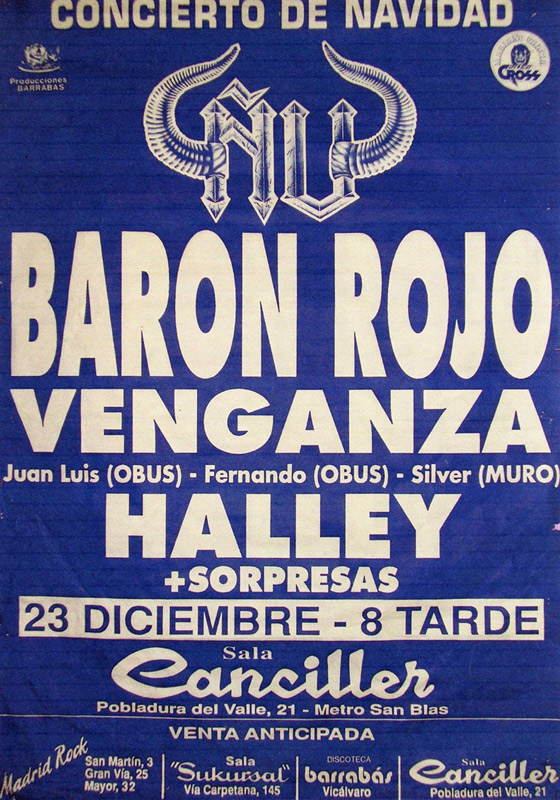 CONCIERTO DE NAVIDAD
Producciones
BARRABAS
CROSS
ÑU
BARON ROJO
VENGANZA
Juan Luis (OBUS) - Fernando (OBUS) - Silver (MURO)
HALLEY
+SORPRESAS
23 DICIEMBRE - 8 TARDE
Sala
Canciller
Pobladura del Valle, 21 - Metro San Blas
VENTA ANTICIPADA
Madrid Rock
San Martín, 3
Gran Vía, 25
Mayor, 32
Sala
"Sukursal"
Vía Carpetana, 145
DISCOTECA
barrabás
Vicálvaro
Sala
Canciller
Pobladura del Valle, 21